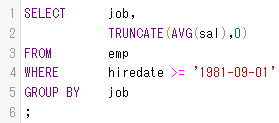 1 SELECT job,
2 TRUNCATE(AVG(sal),0)
3 FROM emp
4 WHERE hiredate >= '1981-09-01'
5 GROUP BY job
6 ;